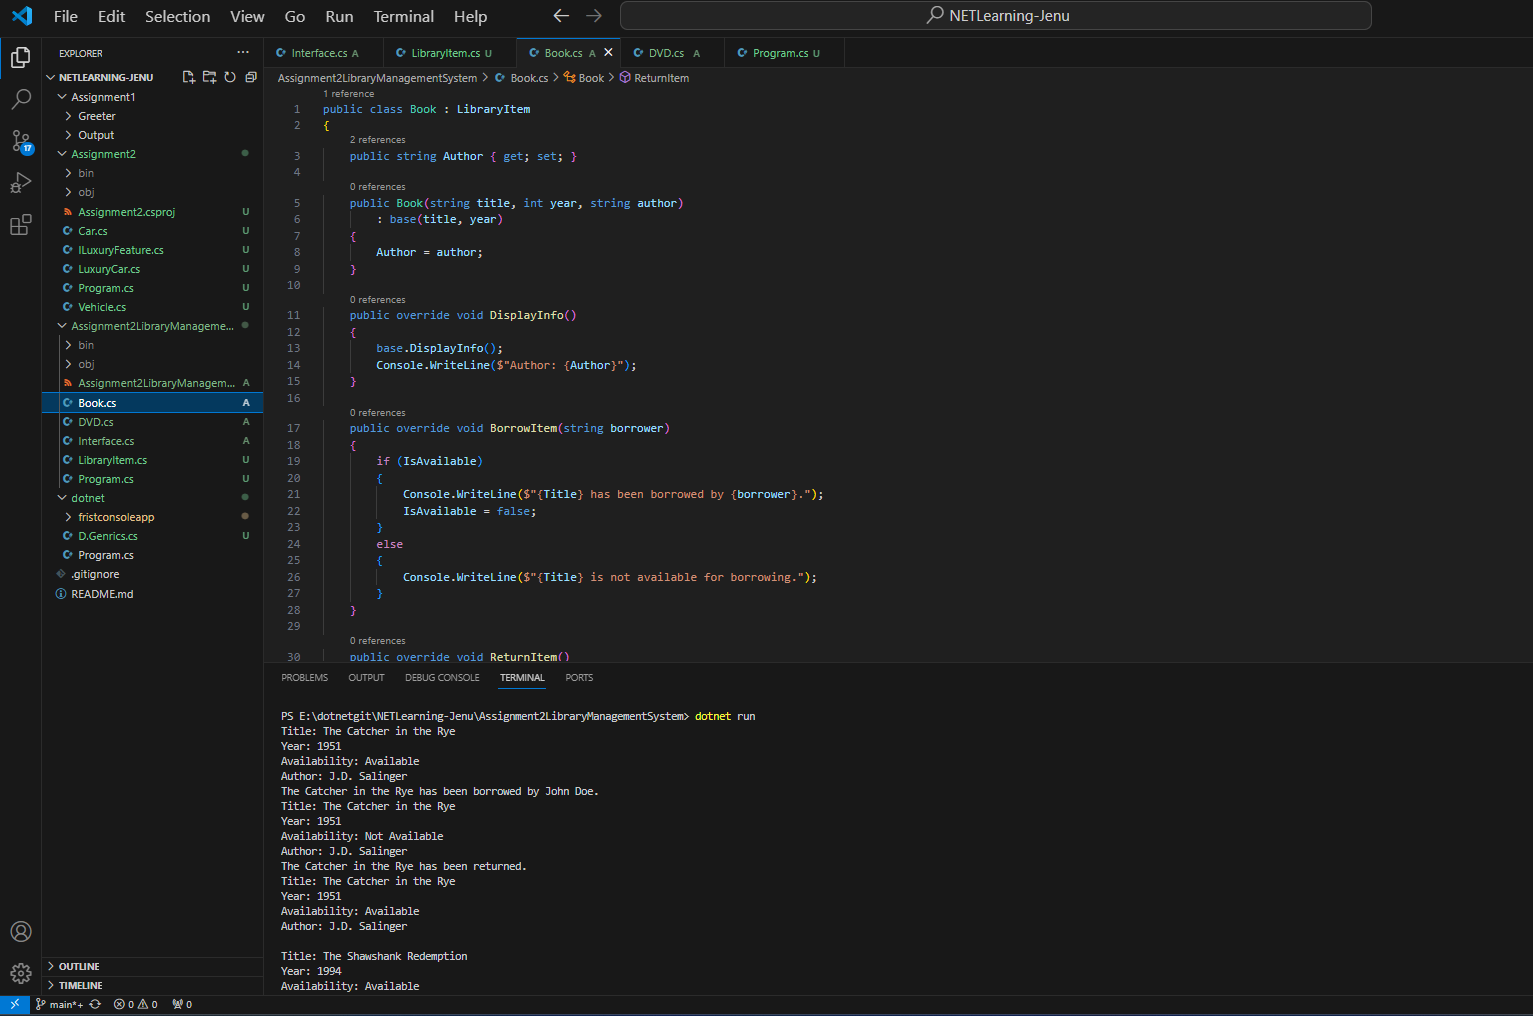 File Edit Selection View Go Run Terminal Help
NETLearning-Jenu
EXPLORER
NETLEARNING-JENU
Assignment1
Greeter
Output
Assignment2
bin
obj
Assignment2.csproj U
Car.cs U
ILuxuryFeature.cs U
LuxuryCar.cs U
Program.cs U
Vehicle.cs U
Assignment2LibraryManageme...
bin
obj
Assignment2LibraryManagem... A
Book.cs A
DVD.cs A
Interface.cs A
LibraryItem.cs U
Program.cs U
dotnet
fristconsoleapp
D.Genrics.cs U
Program.cs
.gitignore
README.md
OUTLINE
TIMELINE
17
Interface.cs A LibraryItem.cs U Book.cs A DVD.cs A Program.cs U
Assignment2LibraryManagementSystem > Book.cs > Book > ReturnItem
1 reference
1 public class Book : LibraryItem
2 {
2 references
3 public string Author { get; set; }
4
0 references
5 public Book(string title, int year, string author)
6 : base(title, year)
7 {
8 Author = author;
9 }
10
0 references
11 public override void DisplayInfo()
12 {
13 base.DisplayInfo();
14 Console.WriteLine($"Author: {Author}");
15 }
16
0 references
17 public override void BorrowItem(string borrower)
18 {
19 if (IsAvailable)
20 {
21 Console.WriteLine($"{Title} has been borrowed by {borrower}.");
22 IsAvailable = false;
23 }
24 else
25 {
26 Console.WriteLine($"{Title} is not available for borrowing.");
27 }
28 }
29
0 references
30 public override void ReturnItem()
PROBLEMS OUTPUT DEBUG CONSOLE TERMINAL PORTS
PS E:\dotnetgit\NETLearning-Jenu\Assignment2LibraryManagementSystem> dotnet run
Title: The Catcher in the Rye
Year: 1951
Availability: Available
Author: J.D. Salinger
The Catcher in the Rye has been borrowed by John Doe.
Title: The Catcher in the Rye
Year: 1951
Availability: Not Available
Author: J.D. Salinger
The Catcher in the Rye has been returned.
Title: The Catcher in the Rye
Year: 1951
Availability: Available
Author: J.D. Salinger
Title: The Shawshank Redemption
Year: 1994
Availability: Available
main*+ 0 0 0